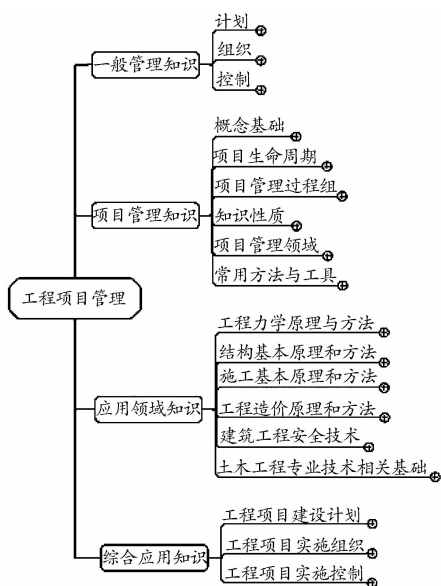 计划
组织
一般管理知识
控制
概念基础
项目生命周期
项目管理过程组
项目管理知识
知识性质
项目管理领域
常用方法与工具
工程项目管理
工程力学原理与方法
结构基本原理和方法
施工基本原理和方法
应用领域知识
工程造价原理和方法
建筑工程安全技术
土木工程专业技术相关基础
工程项目建设计划
工程项目实施组织
综合应用知识
工程项目实施控制